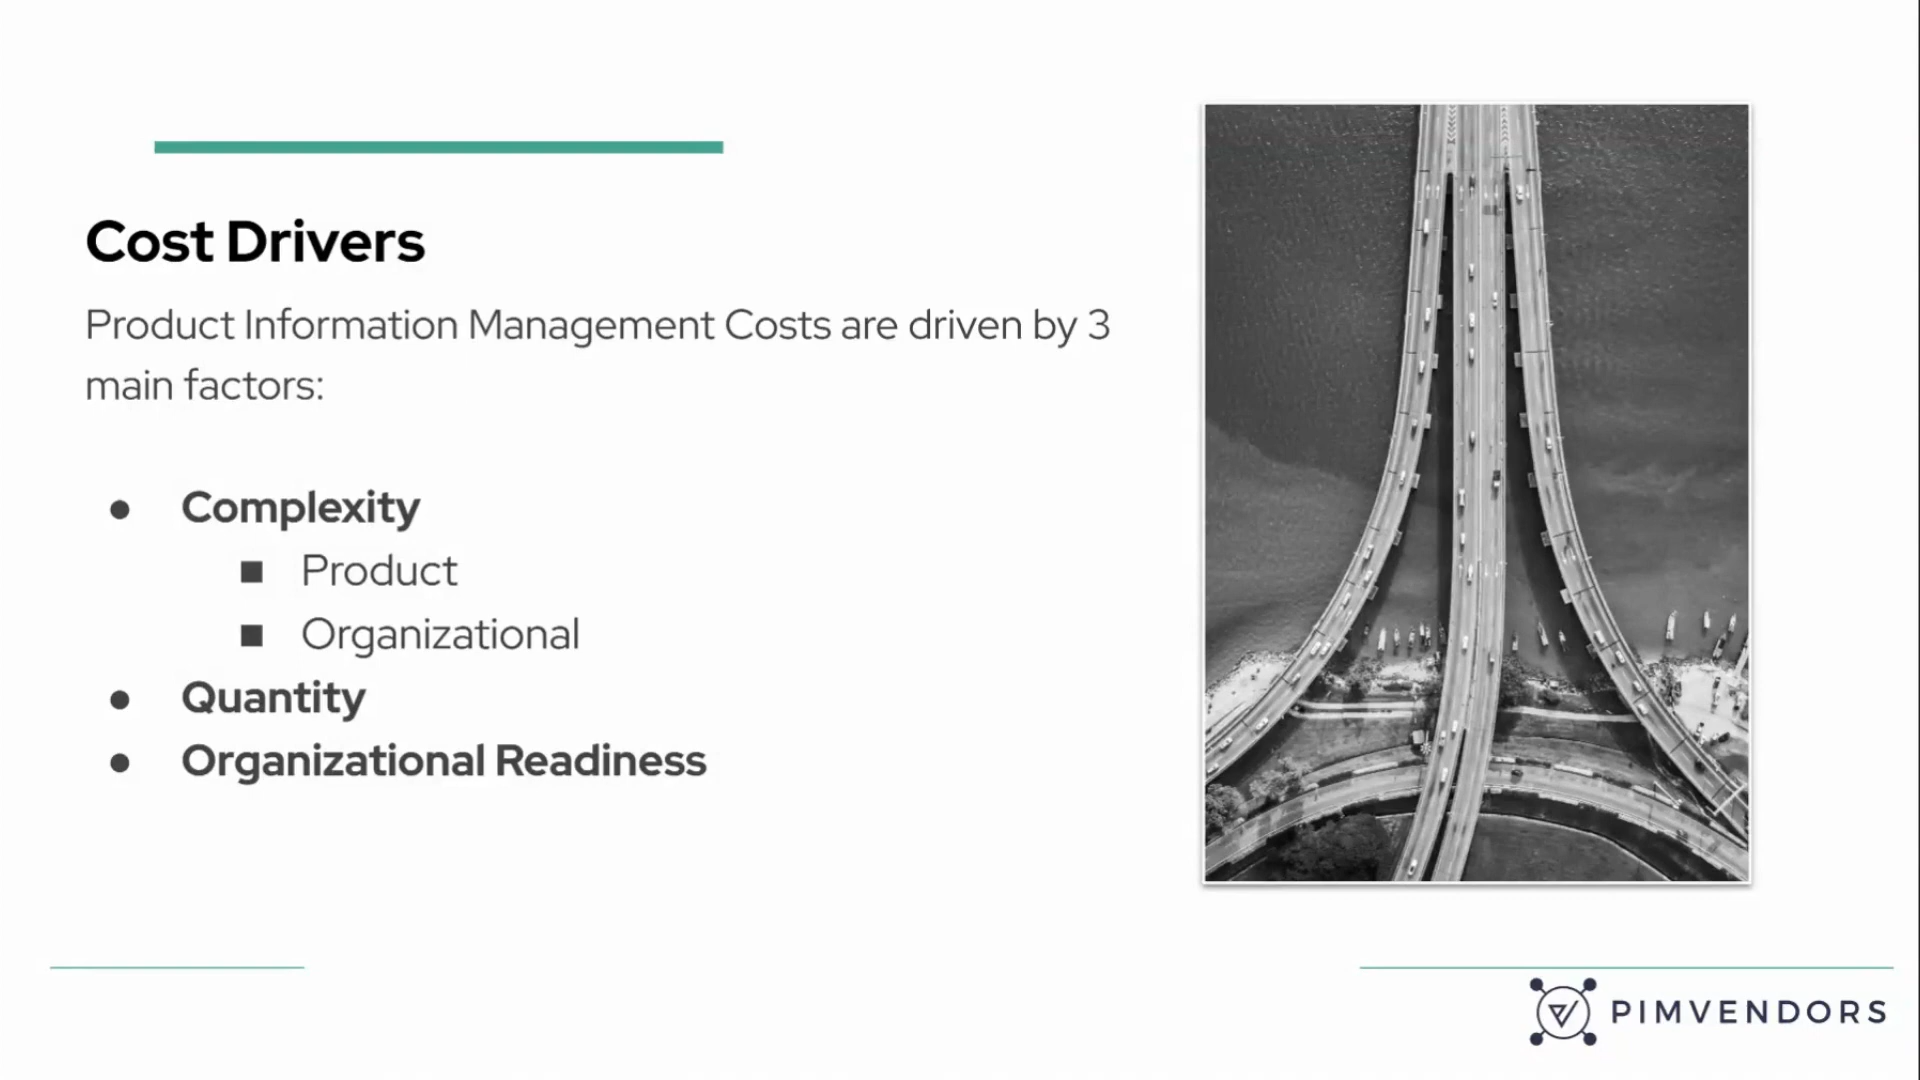 Cost Drivers
Product Information Management Costs are driven by 3
main factors:
● Complexity
■ Product
■ Organizational
● Quantity
● Organizational Readiness
PIMVENDORS